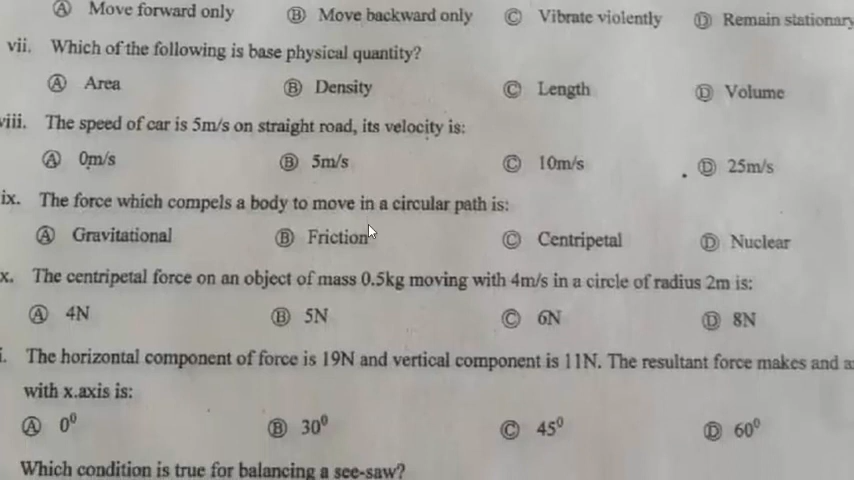 Ⓐ Move forward only Ⓑ Move backward only Ⓒ Vibrate violently Ⓓ Remain stationary
vii. Which of the following is base physical quantity?
Ⓐ Area Ⓑ Density Ⓒ Length Ⓓ Volume
viii. The speed of car is 5m/s on straight road, its velocity is:
Ⓐ 0m/s Ⓑ 5m/s Ⓒ 10m/s Ⓓ 25m/s
ix. The force which compels a body to move in a circular path is:
Ⓐ Gravitational Ⓑ Friction Ⓒ Centripetal Ⓓ Nuclear
x. The centripetal force on an object of mass 0.5kg moving with 4m/s in a circle of radius 2m is:
Ⓐ 4N Ⓑ 5N Ⓒ 6N Ⓓ 8N
i. The horizontal component of force is 19N and vertical component is 11N. The resultant force makes and
with x.axis is:
Ⓐ 0⁰ Ⓑ 30⁰ Ⓒ 45⁰ Ⓓ 60⁰
Which condition is true for balancing a see-saw?